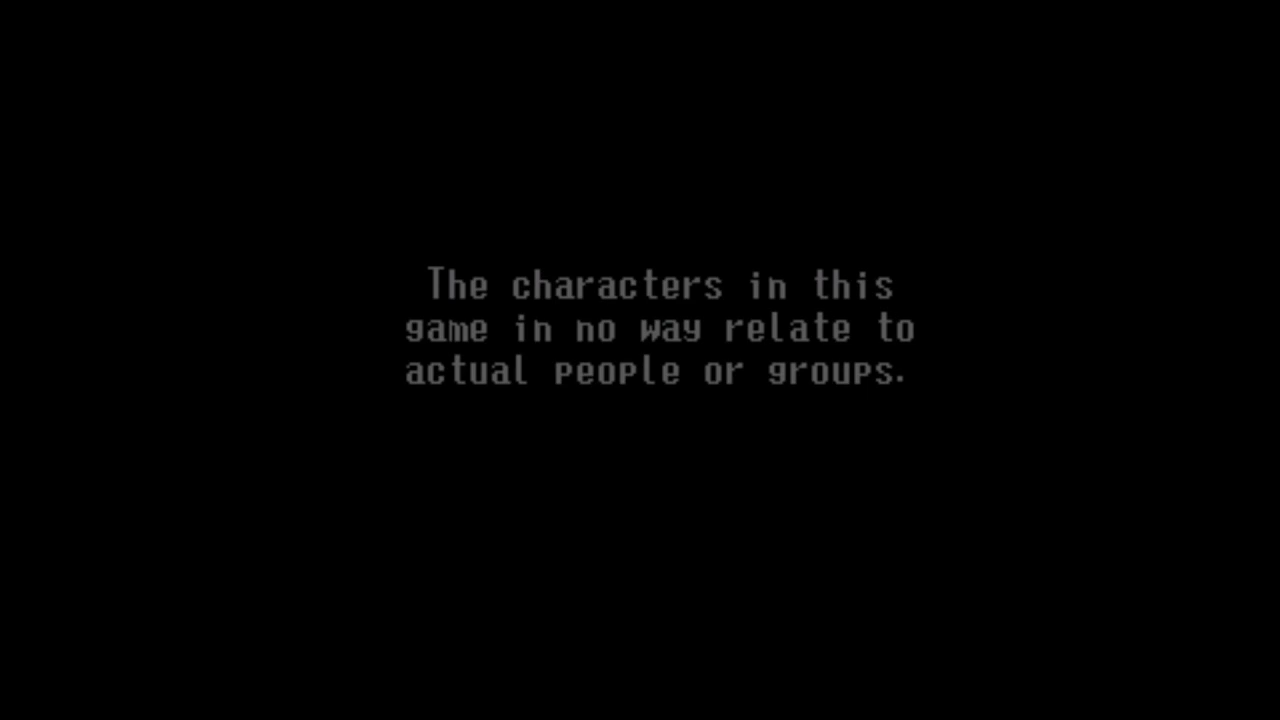 The characters in this
game in no way relate to
actual people or groups.